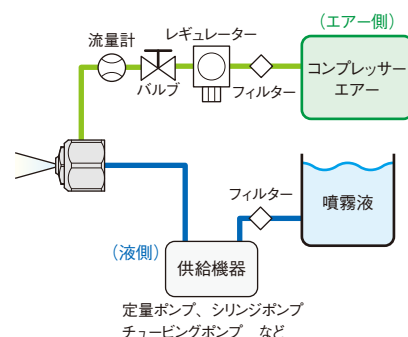 （エアー側）
レギュレーター
流量計
コンプレッサー
エアー
バルブ
フィルター
フィルター
噴霧液
（液側）
供給機器
定量ポンプ、シリンジポンプ
チュービングポンプ など